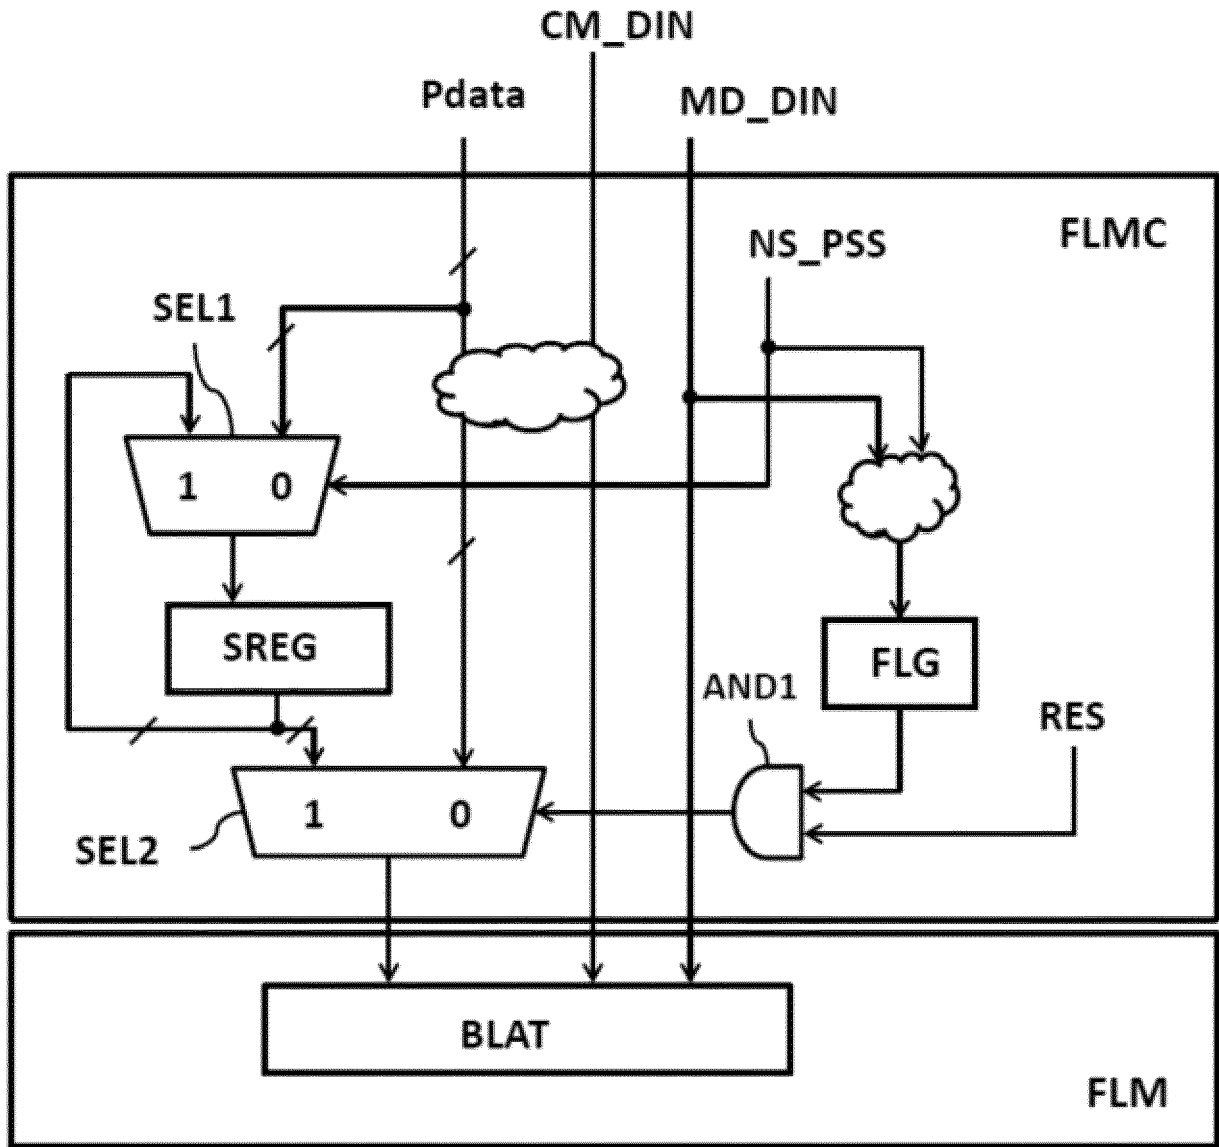 CM_DIN
Pdata
MD_DIN
FLMC
NS_PSS
SEL1
1 0
SREG
FLG
AND1
RES
1 0
SEL2
BLAT
FLM